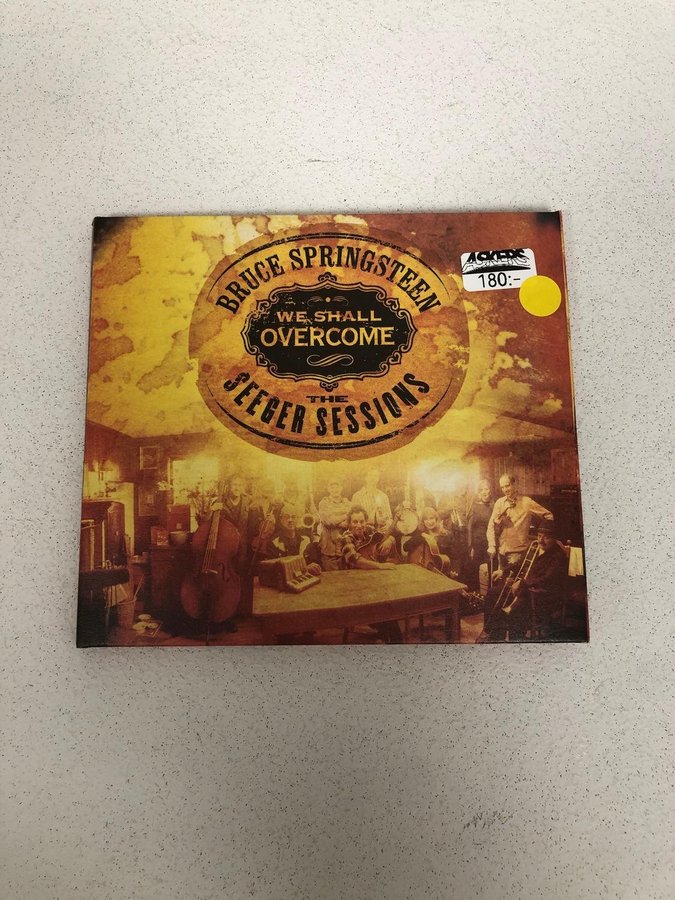 BRUCE SPRINGSTEEN
WE SHALL
OVERCOME
THE
SEEGER SESSIONS
180:-